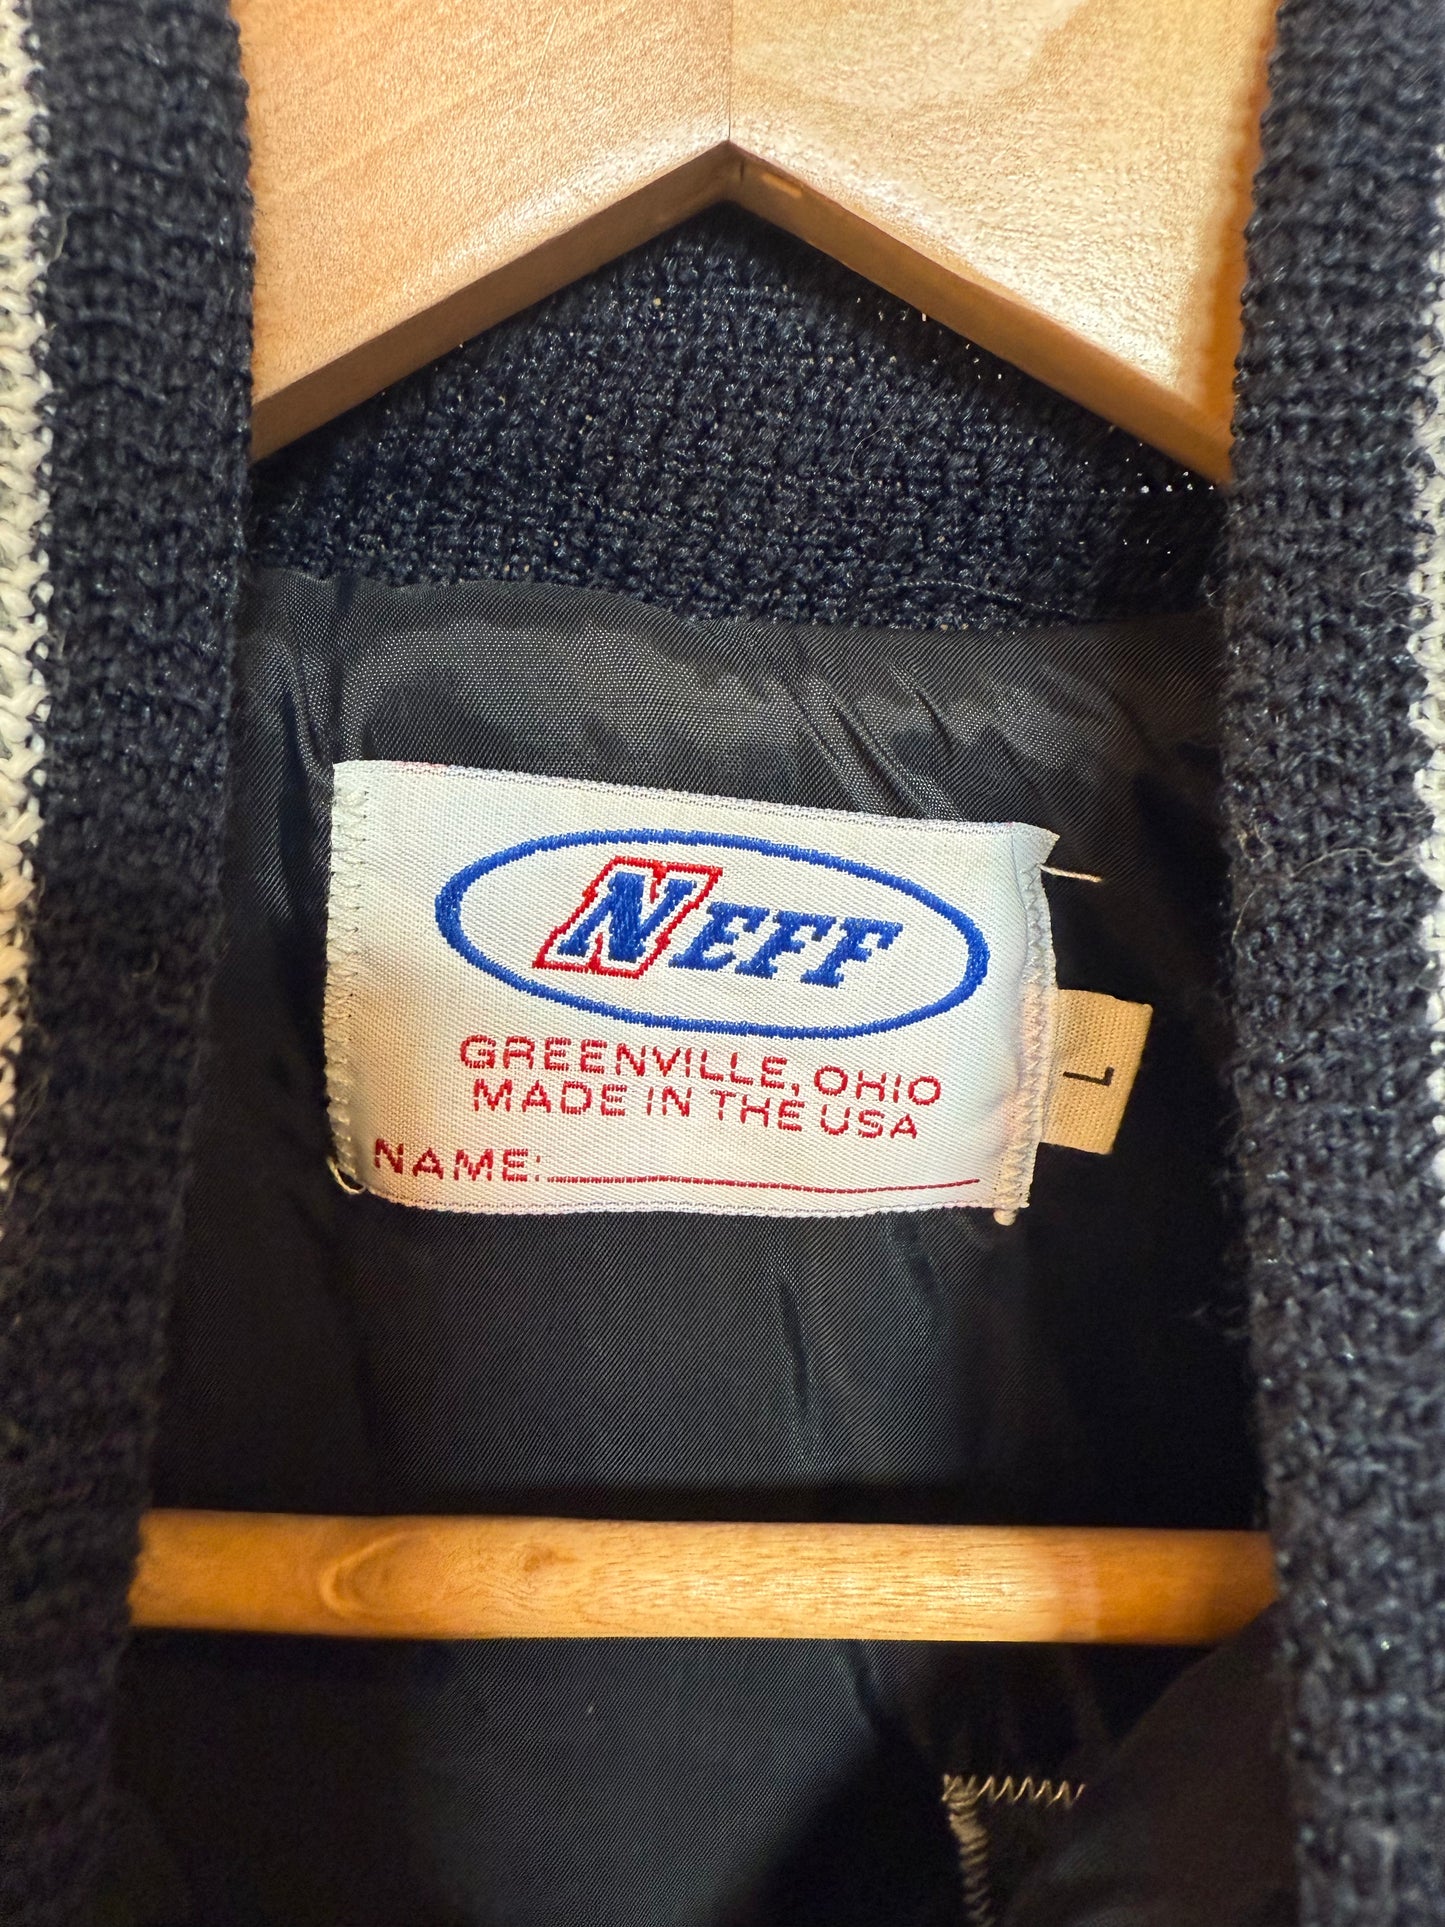 NEFF
GREENVILLE, OHIO
MADE IN THE USA
NAME:
L